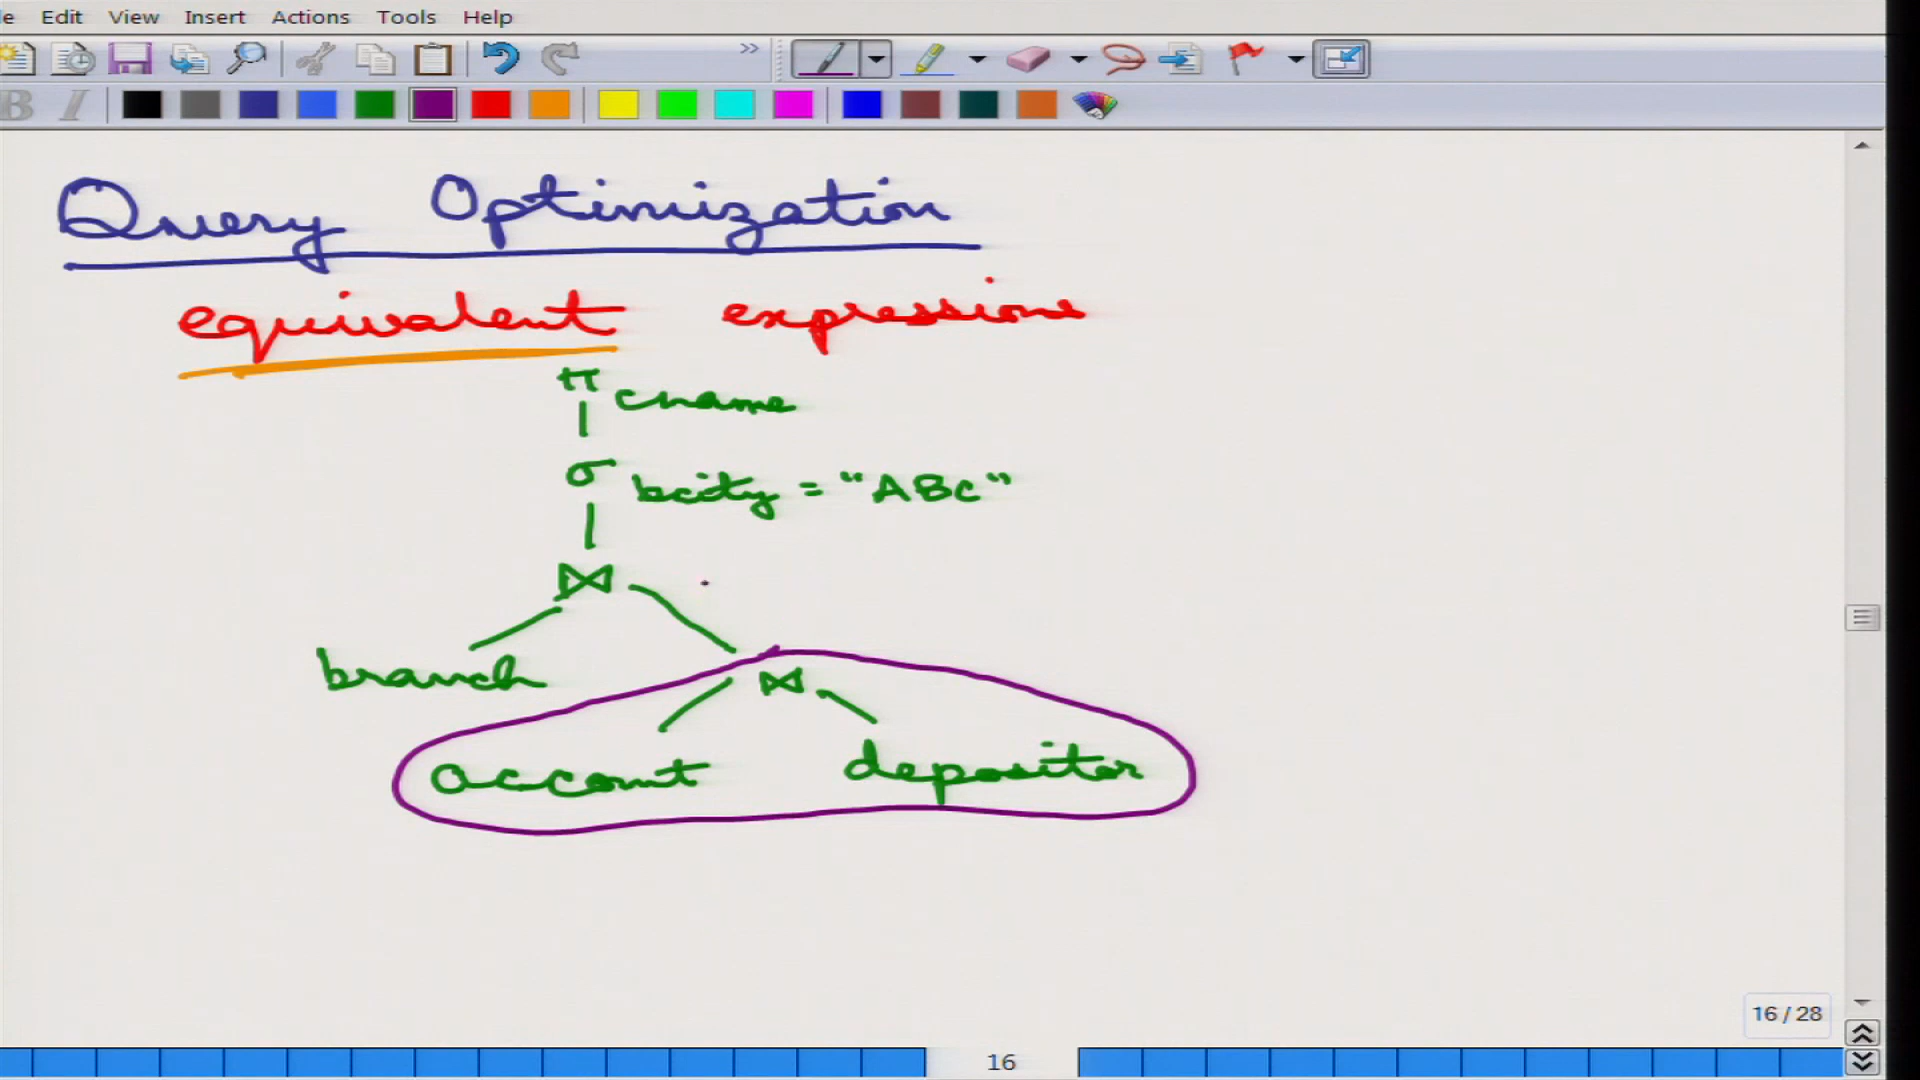 le Edit View Insert Actions Tools Help
B I
Query Optimization
equivalent expressions
π cname
σ bcity = "ABC"
⋈
branch ⋈
account depositor
16 / 28
16